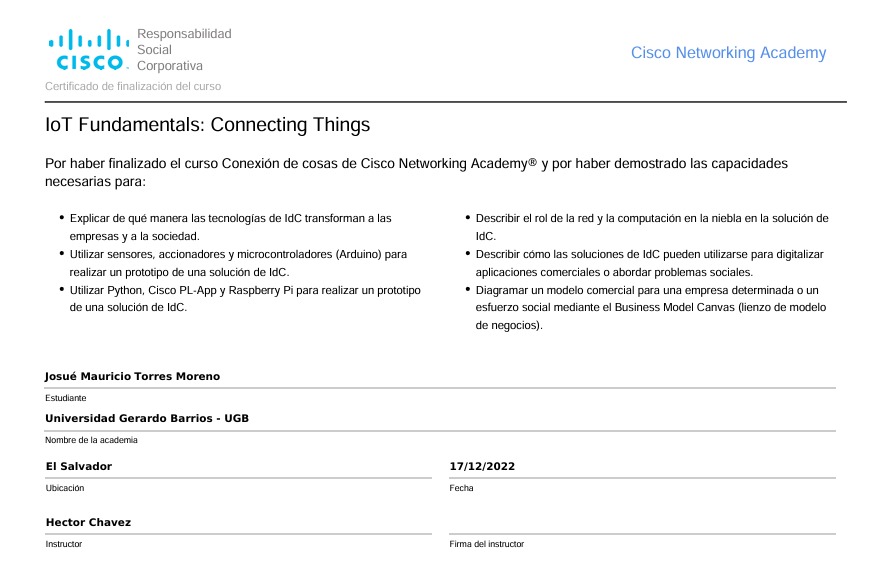 CISCO
Responsabilidad
Social
Corporativa
Cisco Networking Academy
Certificado de finalización del curso
IoT Fundamentals: Connecting Things
Por haber finalizado el curso Conexión de cosas de Cisco Networking Academy® y por haber demostrado las capacidades
necesarias para:
• Explicar de qué manera las tecnologías de IdC transforman a las
empresas y a la sociedad.
• Utilizar sensores, accionadores y microcontroladores (Arduino) para
realizar un prototipo de una solución de IdC.
• Utilizar Python, Cisco PL-App y Raspberry Pi para realizar un prototipo
de una solución de IdC.
• Describir el rol de la red y la computación en la niebla en la solución de
IdC.
• Describir cómo las soluciones de IdC pueden utilizarse para digitalizar
aplicaciones comerciales o abordar problemas sociales.
• Diagramar un modelo comercial para una empresa determinada o un
esfuerzo social mediante el Business Model Canvas (lienzo de modelo
de negocios).
Josué Mauricio Torres Moreno
Estudiante
Universidad Gerardo Barrios - UGB
Nombre de la academia
El Salvador
Ubicación
17/12/2022
Fecha
Hector Chavez
Instructor
Firma del instructor